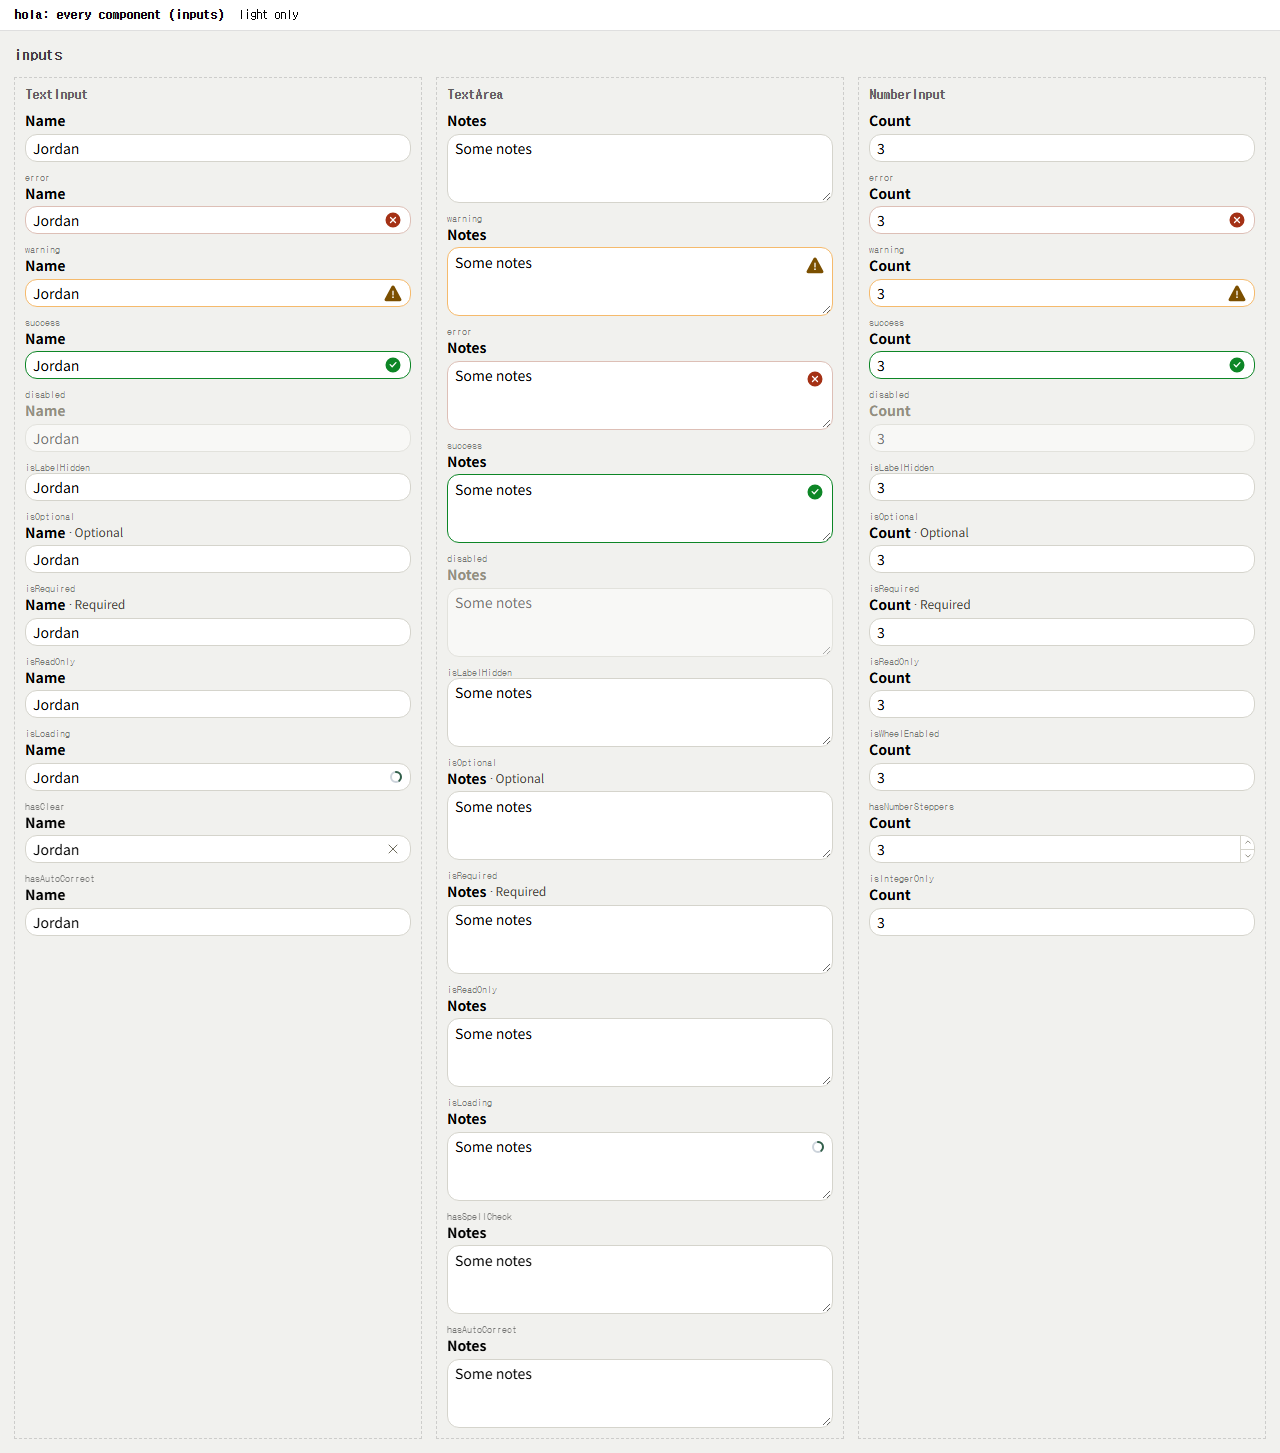 hola: every component (inputs) light only
inputs
TextInput
Name
Jordan
error
Name
Jordan
warning
Name
Jordan
success
Name
Jordan
disabled
Name
Jordan
isLabelHidden
Jordan
isOptional
Name · Optional
Jordan
isRequired
Name · Required
Jordan
isReadOnly
Name
Jordan
isLoading
Name
Jordan
hasClear
Name
Jordan
hasAutoCorrect
Name
Jordan
TextArea
Notes
Some notes
warning
Notes
Some notes
error
Notes
Some notes
success
Notes
Some notes
disabled
Notes
Some notes
isLabelHidden
Some notes
isOptional
Notes · Optional
Some notes
isRequired
Notes · Required
Some notes
isReadOnly
Notes
Some notes
isLoading
Notes
Some notes
hasSpellCheck
Notes
Some notes
hasAutoCorrect
Notes
Some notes
NumberInput
Count
3
error
Count
3
warning
Count
3
success
Count
3
disabled
Count
3
isLabelHidden
3
isOptional
Count · Optional
3
isRequired
Count · Required
3
isReadOnly
Count
3
isWheelEnabled
Count
3
hasNumberSteppers
Count
3
isIntegerOnly
Count
3